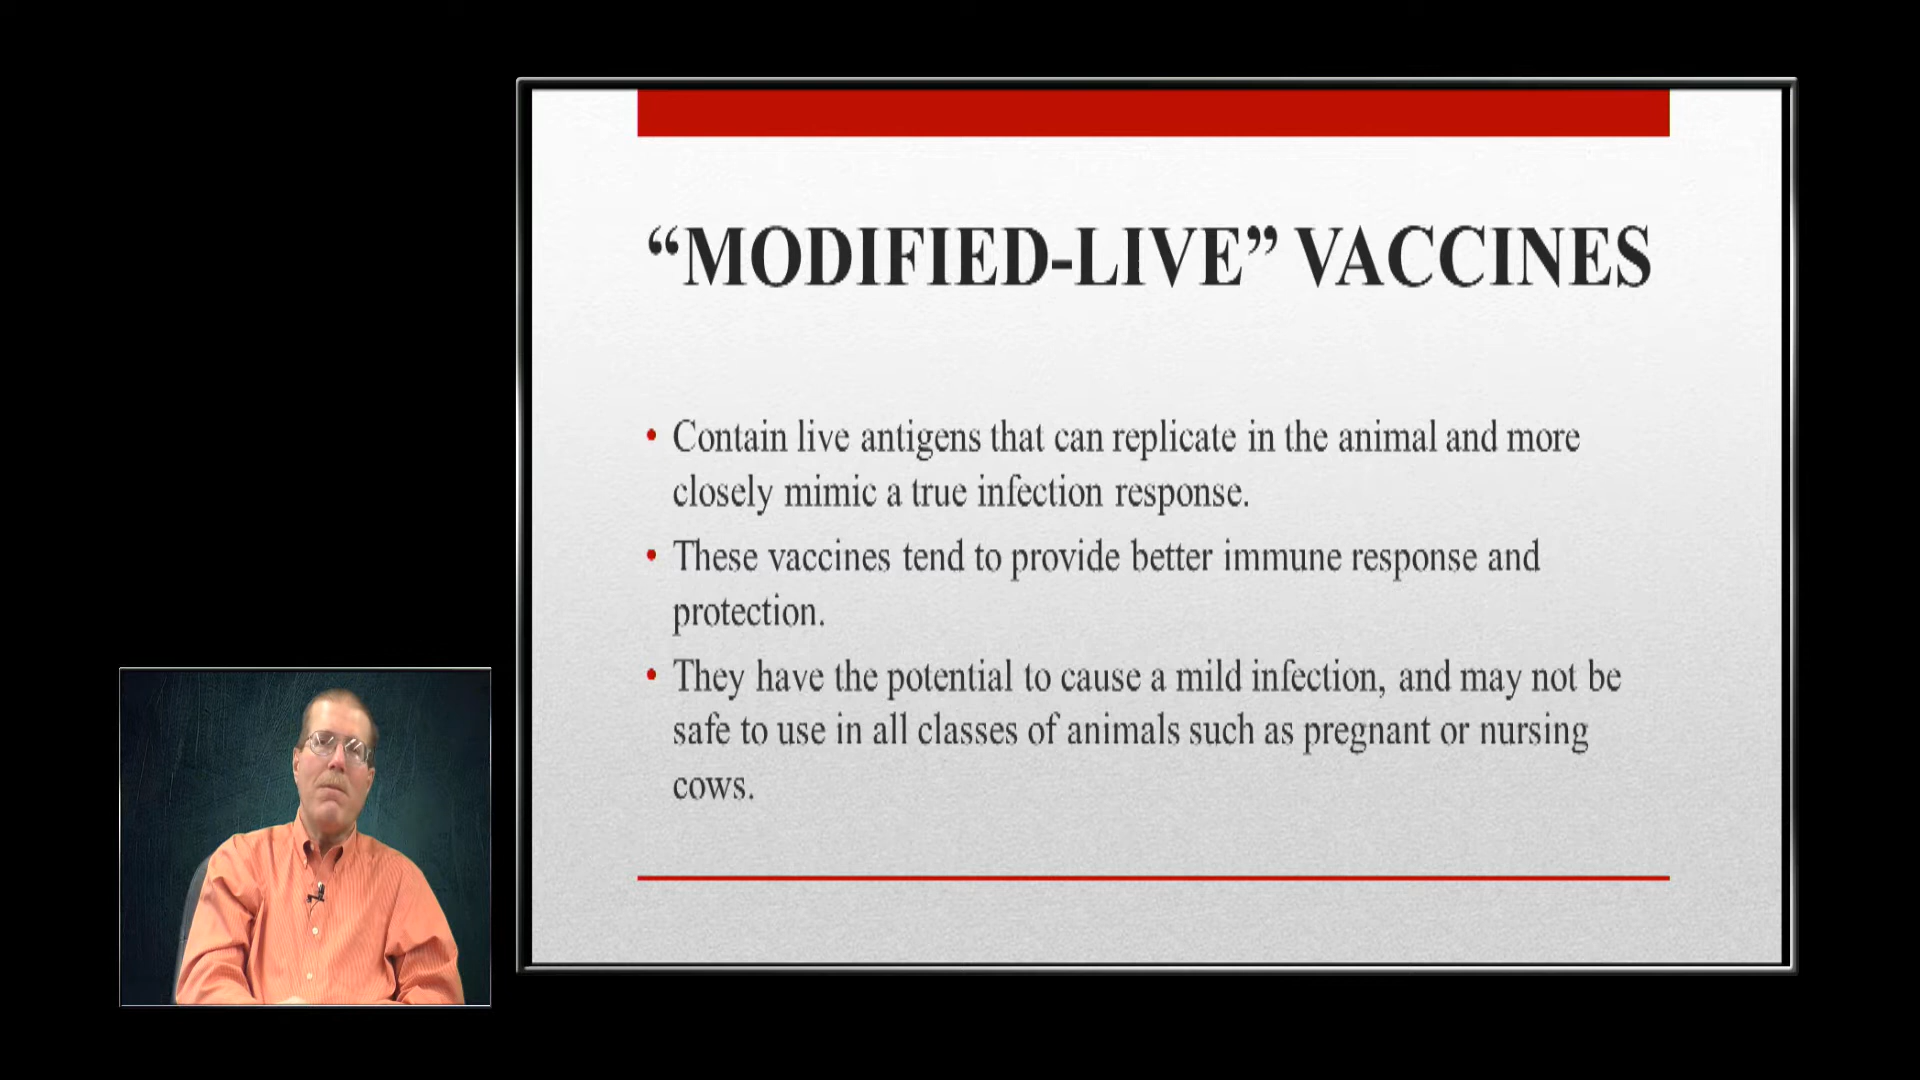 “MODIFIED-LIVE” VACCINES
• Contain live antigens that can replicate in the animal and more
closely mimic a true infection response.
• These vaccines tend to provide better immune response and
protection.
• They have the potential to cause a mild infection, and may not be
safe to use in all classes of animals such as pregnant or nursing
cows.